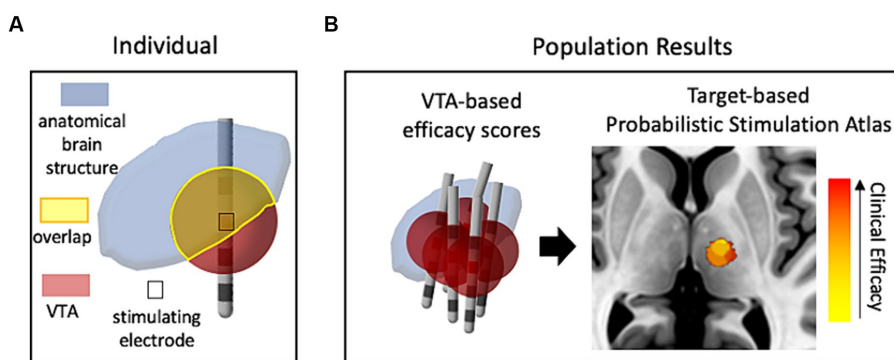 A
Individual
anatomical
brain
structure
overlap
VTA
stimulating
electrode
B
Population Results
VTA-based
efficacy scores
Target-based
Probabilistic Stimulation Atlas
Clinical Efficacy